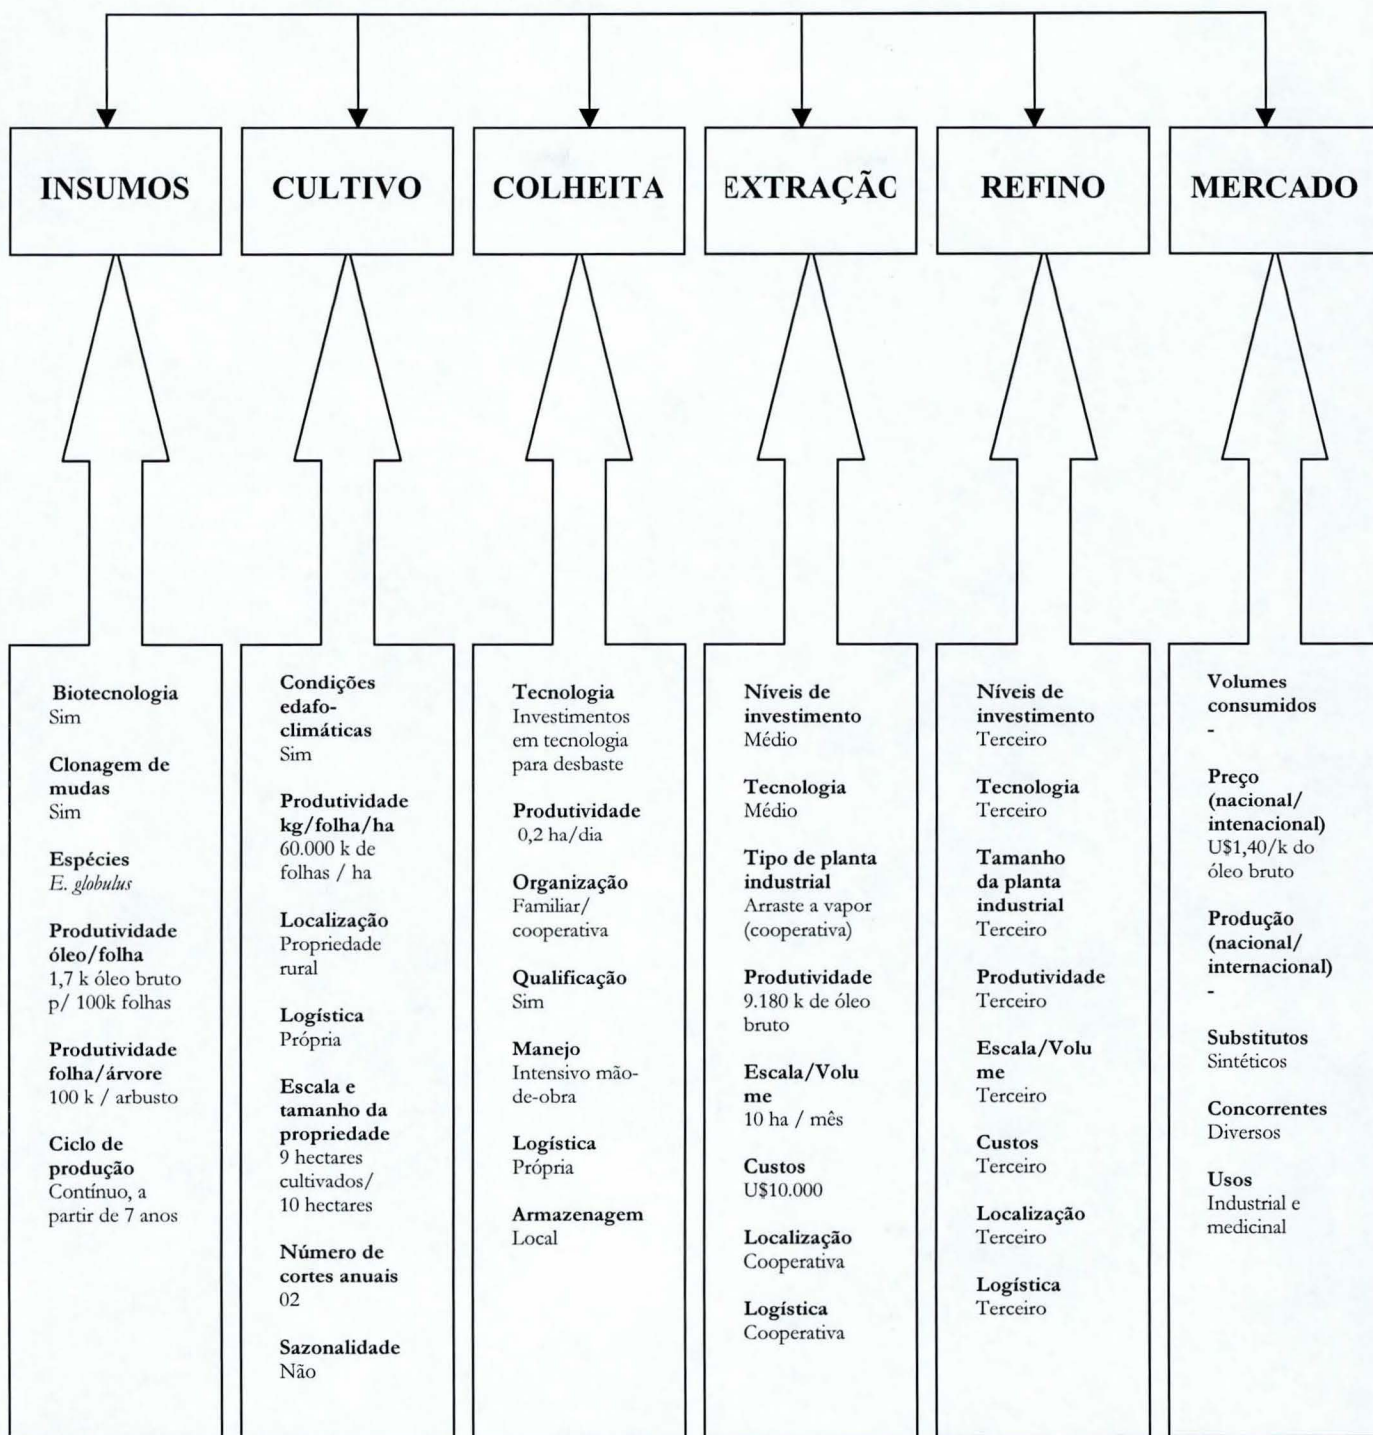 INSUMOS
CULTIVO
COLHEITA
EXTRAÇÃO
REFINO
MERCADO
Biotecnologia
Sim
Clonagem de
mudas
Sim
Espécies
E. globulus
Produtividade
óleo/folha
1,7 k óleo bruto
p/ 100k folhas
Produtividade
folha/árvore
100 k / arbusto
Ciclo de
produção
Contínuo, a
partir de 7 anos
Condições
edafo-
climáticas
Sim
Produtividade
kg/folha/ha
60.000 k de
folhas / ha
Localização
Propriedade
rural
Logística
Própria
Escala e
tamanho da
propriedade
9 hectares
cultivados/
10 hectares
Número de
cortes anuais
02
Sazonalidade
Não
Tecnologia
Investimentos
em tecnologia
para desbaste
Produtividade
0,2 ha/dia
Organização
Familiar/
cooperativa
Qualificação
Sim
Manejo
Intensivo mão-
de-obra
Logística
Própria
Armazenagem
Local
Níveis de
investimento
Médio
Tecnologia
Médio
Tipo de planta
industrial
Arraste a vapor
(cooperativa)
Produtividade
9.180 k de óleo
bruto
Escala/Volu
me
10 ha / mês
Custos
U$10.000
Localização
Cooperativa
Logística
Cooperativa
Níveis de
investimento
Terceiro
Tecnologia
Terceiro
Tamanho
da planta
industrial
Terceiro
Produtividade
Terceiro
Escala/Volu
me
Terceiro
Custos
Terceiro
Localização
Terceiro
Logística
Terceiro
Volumes
consumidos
-
Preço
(nacional/
intenacional)
U$1,40/k do
óleo bruto
Produção
(nacional/
internacional)
-
Substitutos
Sintéticos
Concorrentes
Diversos
Usos
Industrial e
medicinal